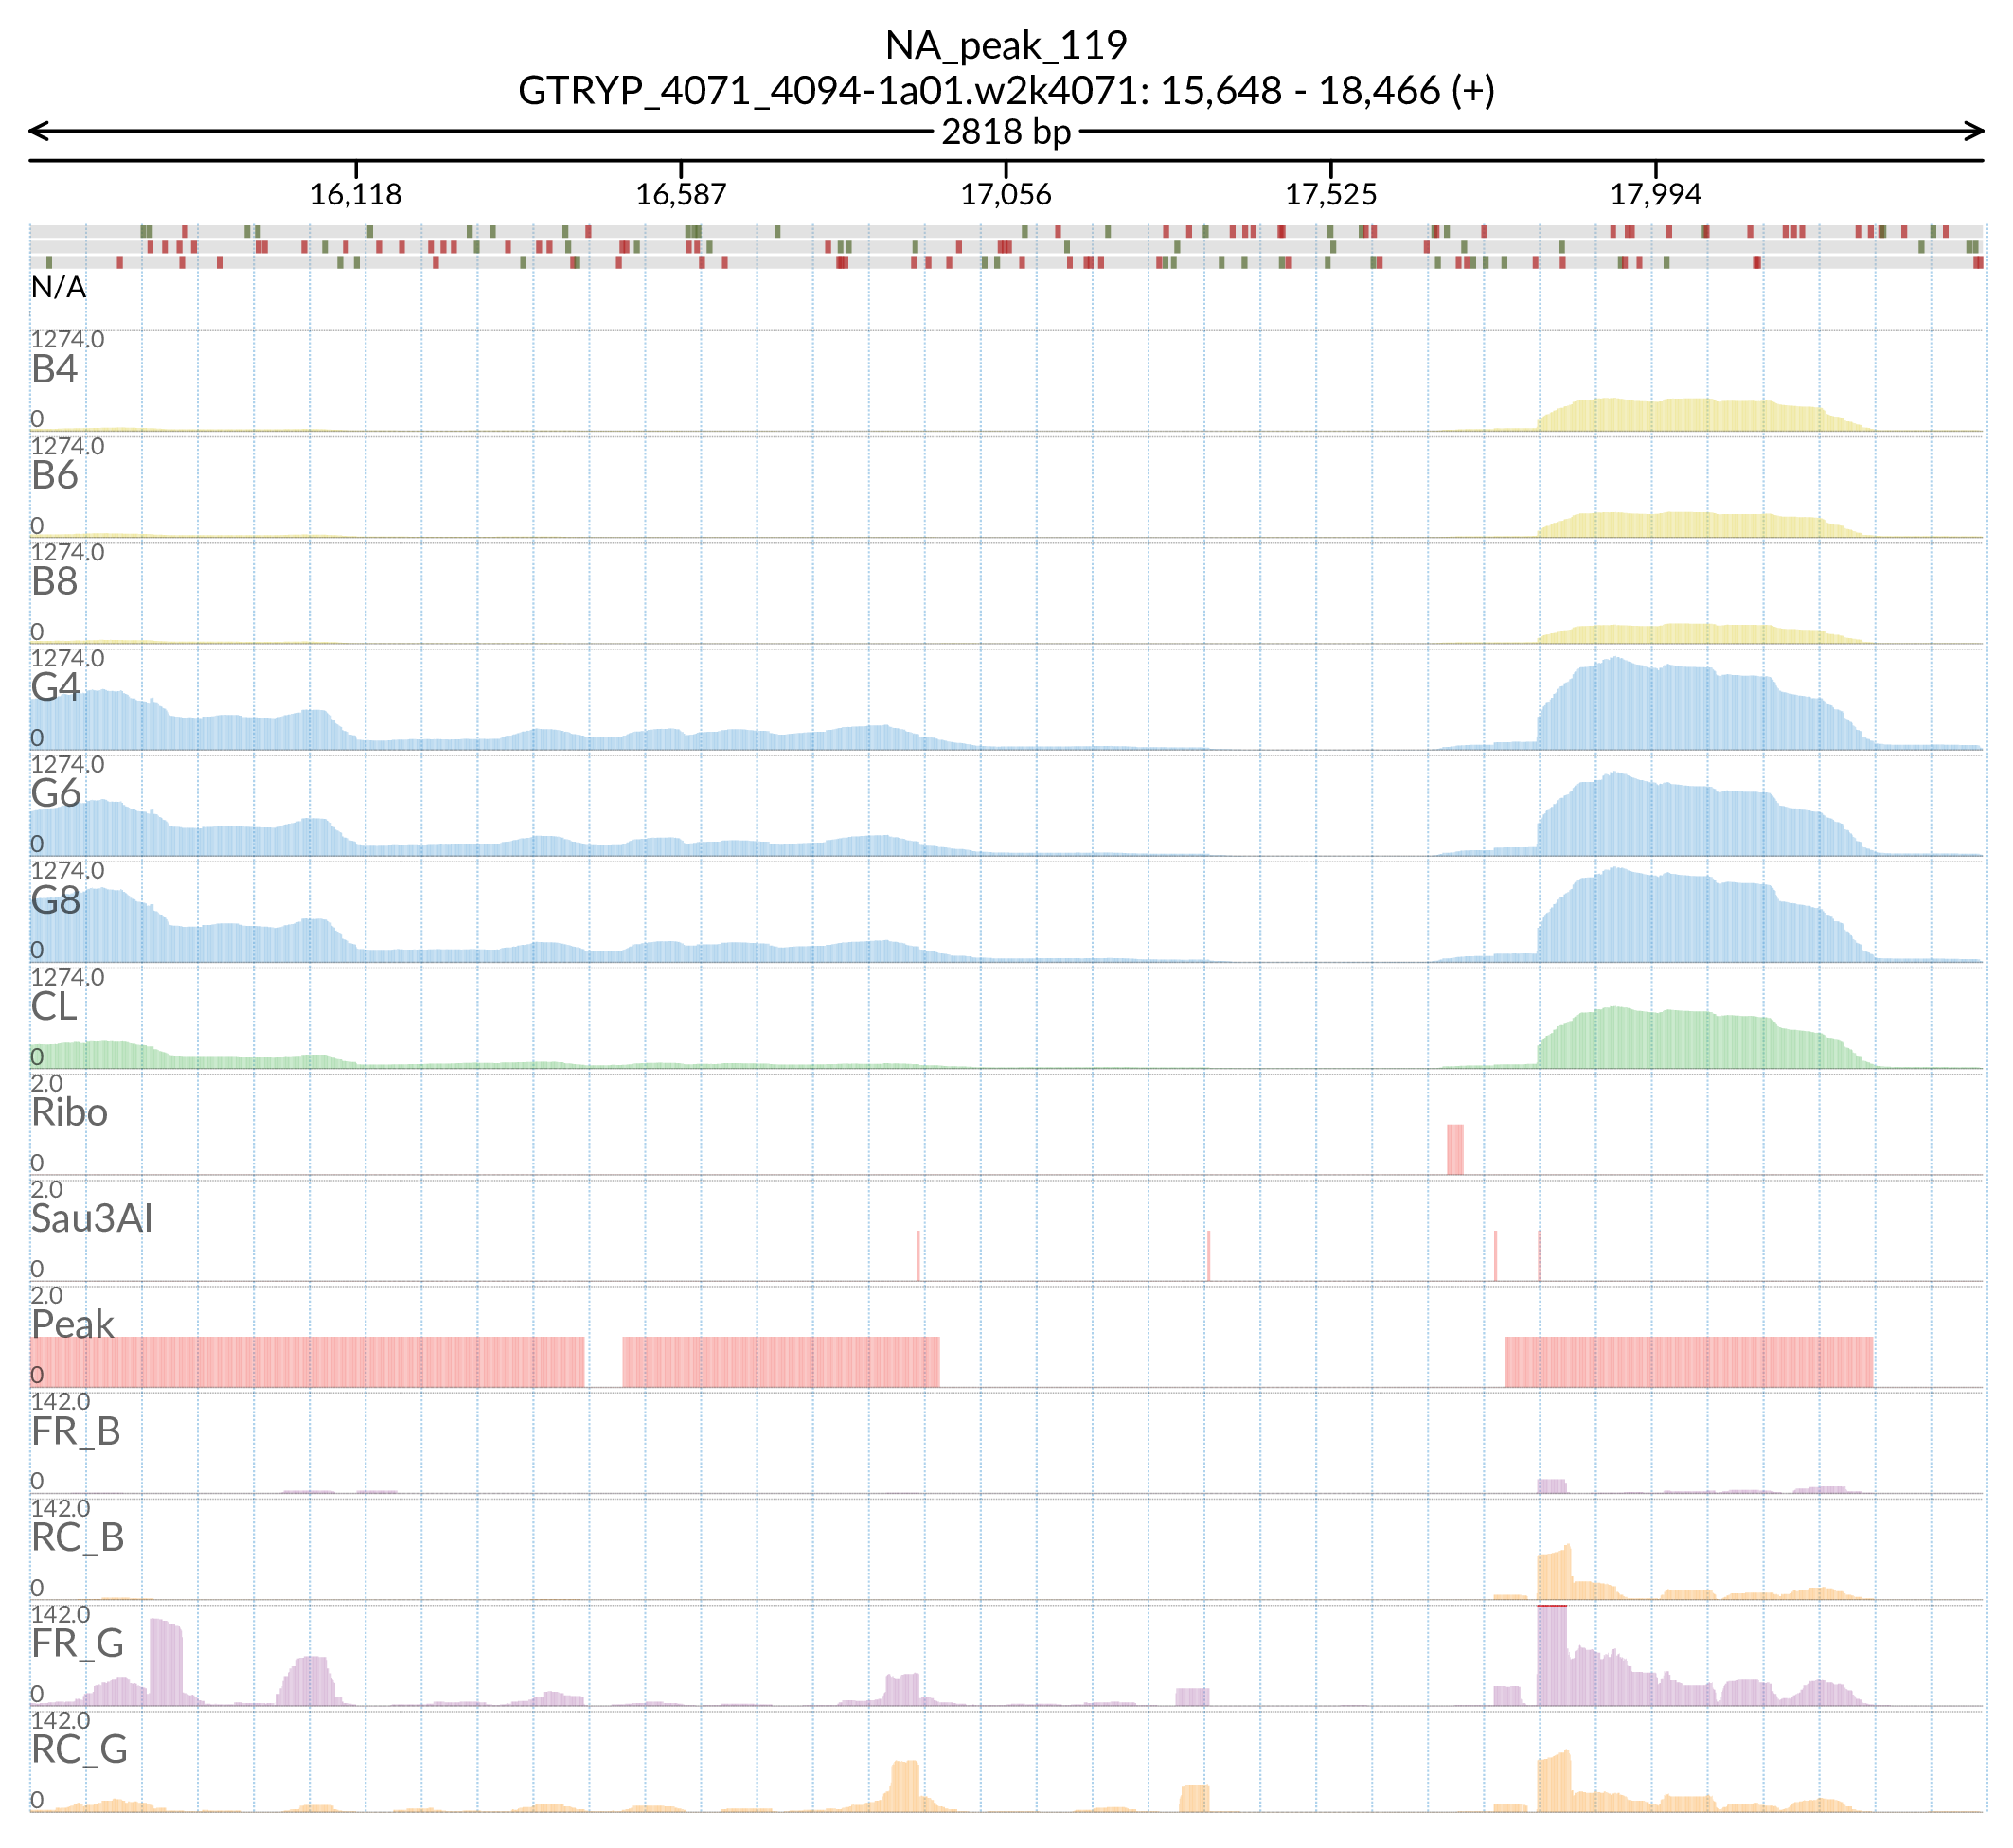 NA_peak_119
GTRYP_4071_4094-1a01.w2k4071: 15,648 - 18,466 (+)
2818 bp
16,118 16,587 17,056 17,525 17,994
N/A
1274.0
B4
0
1274.0
B6
0
1274.0
B8
0
1274.0
G4
0
1274.0
G6
0
1274.0
G8
0
1274.0
CL
0
2.0
Ribo
0
2.0
Sau3AI
0
2.0
Peak
0
142.0
FR_B
0
142.0
RC_B
0
142.0
FR_G
0
142.0
RC_G
0